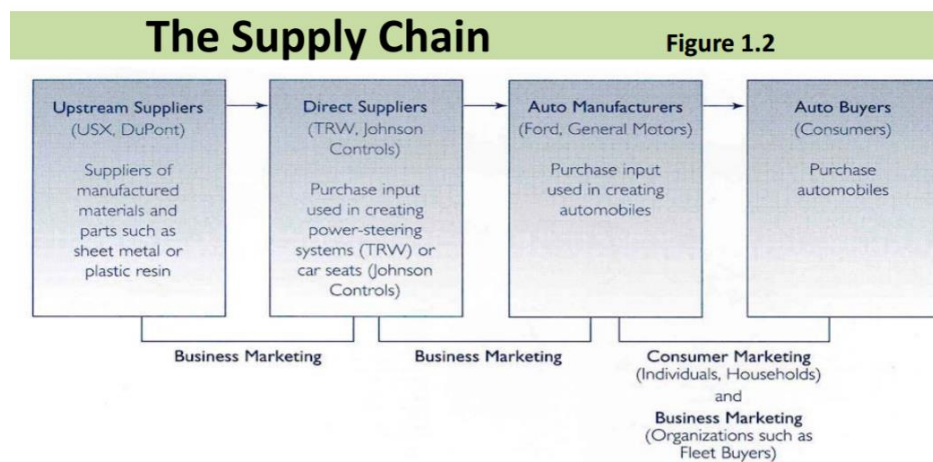 The Supply Chain
Figure 1.2
Upstream Suppliers
(USX, DuPont)
Suppliers of
manufactured
materials and
parts such as
sheet metal or
plastic resin
Direct Suppliers
(TRW, Johnson
Controls)
Purchase input
used in creating
power-steering
systems (TRW) or
car seats (Johnson
Controls)
Auto Manufacturers
(Ford, General Motors)
Purchase input
used in creating
automobiles
Auto Buyers
(Consumers)
Purchase
automobiles
Business Marketing
Business Marketing
Consumer Marketing
(Individuals, Households)
and
Business Marketing
(Organizations such as
Fleet Buyers)